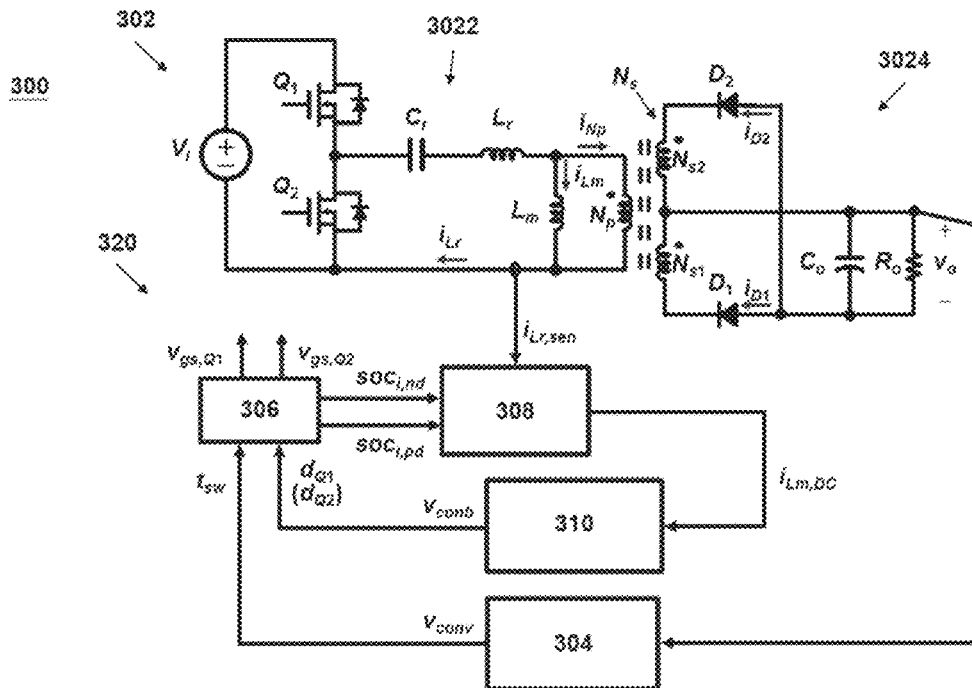 302
3022
3024
300
Q1
Ns
D2
Cr
Lr
iNp
iD2
Vi
+
−
iLm
Ns2
Q2
Lm
Np
320
iLr
Ns1
D1
iD1
Co
Ro
+
vo
−
iLr,sen
vgs,Q1
vgs,Q2
soci,nd
306
308
soci,pd
tsw
dQ1
(dQ2)
iLm,DC
vconb
310
vconv
304